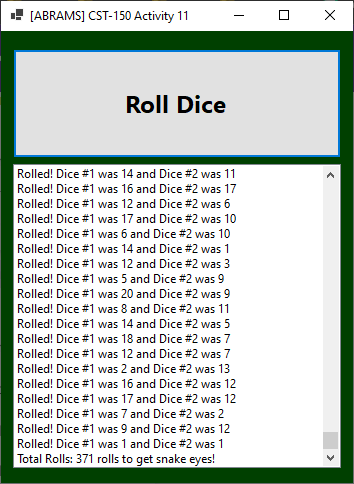 [ABRAMS] CST-150 Activity 11
Roll Dice
Rolled! Dice #1 was 14 and Dice #2 was 11
Rolled! Dice #1 was 16 and Dice #2 was 17
Rolled! Dice #1 was 12 and Dice #2 was 6
Rolled! Dice #1 was 17 and Dice #2 was 10
Rolled! Dice #1 was 6 and Dice #2 was 10
Rolled! Dice #1 was 14 and Dice #2 was 1
Rolled! Dice #1 was 12 and Dice #2 was 3
Rolled! Dice #1 was 5 and Dice #2 was 9
Rolled! Dice #1 was 20 and Dice #2 was 9
Rolled! Dice #1 was 8 and Dice #2 was 11
Rolled! Dice #1 was 14 and Dice #2 was 5
Rolled! Dice #1 was 18 and Dice #2 was 7
Rolled! Dice #1 was 12 and Dice #2 was 7
Rolled! Dice #1 was 2 and Dice #2 was 13
Rolled! Dice #1 was 16 and Dice #2 was 12
Rolled! Dice #1 was 17 and Dice #2 was 12
Rolled! Dice #1 was 7 and Dice #2 was 2
Rolled! Dice #1 was 9 and Dice #2 was 12
Rolled! Dice #1 was 1 and Dice #2 was 1
Total Rolls: 371 rolls to get snake eyes!